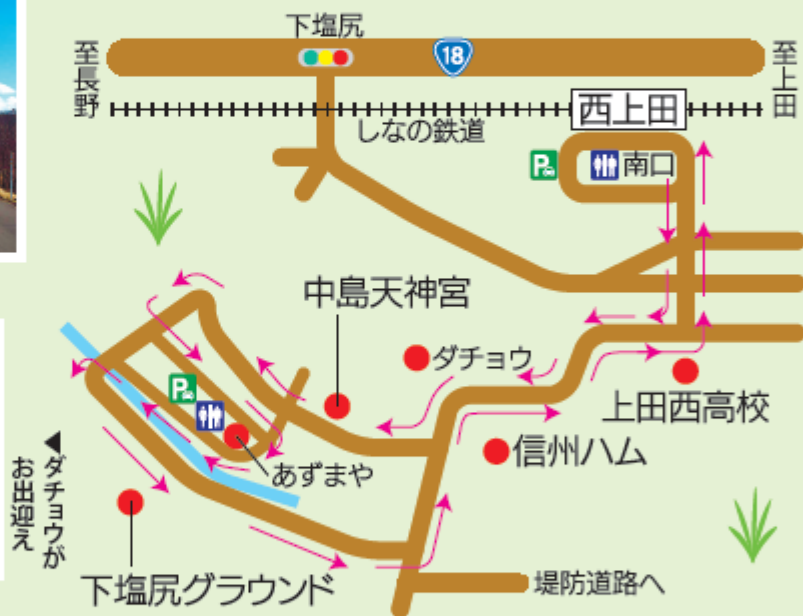 下塩尻
18
至長野
至上田
西上田
しなの鉄道
P
南口
中島天神宮
ダチョウ
上田西高校
信州ハム
P
あずまや
◀ダチョウが
お出迎え
下塩尻グラウンド
堤防道路へ